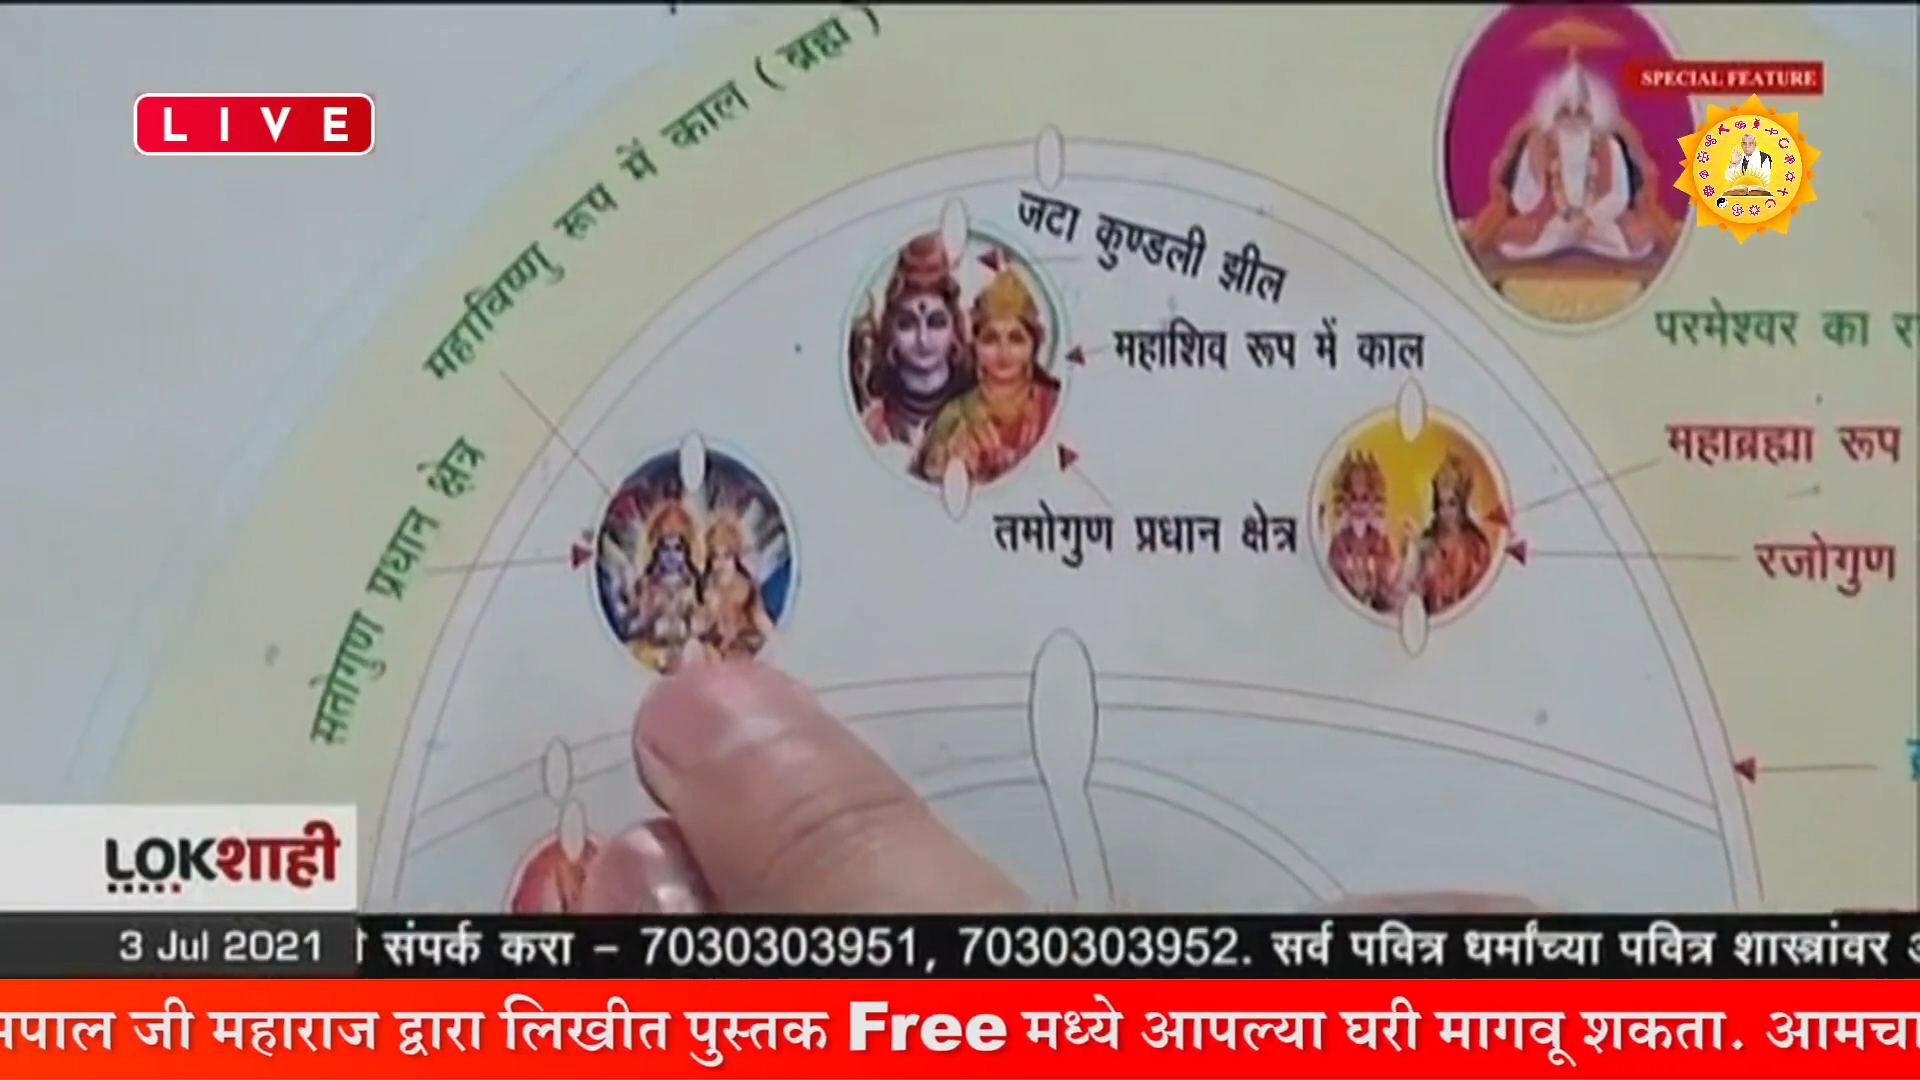 LIVE
SPECIAL FEATURE
महाविष्णु रूप में काल ( ब्रह्म )
सतोगुण प्रधान क्षेत्र
जटा कुण्डली झील
महाशिव रूप में काल
तमोगुण प्रधान क्षेत्र
परमेश्वर का
महाब्रह्मा रूप
रजोगुण
LOKशाही
3 Jul 2021
संपर्क करा – 7030303951, 7030303952. सर्व पवित्र धर्मांच्या पवित्र शास्त्रांवर
जी महाराज द्वारा लिखीत पुस्तक Free मध्ये आपल्या घरी मागवू शकता. आमचा